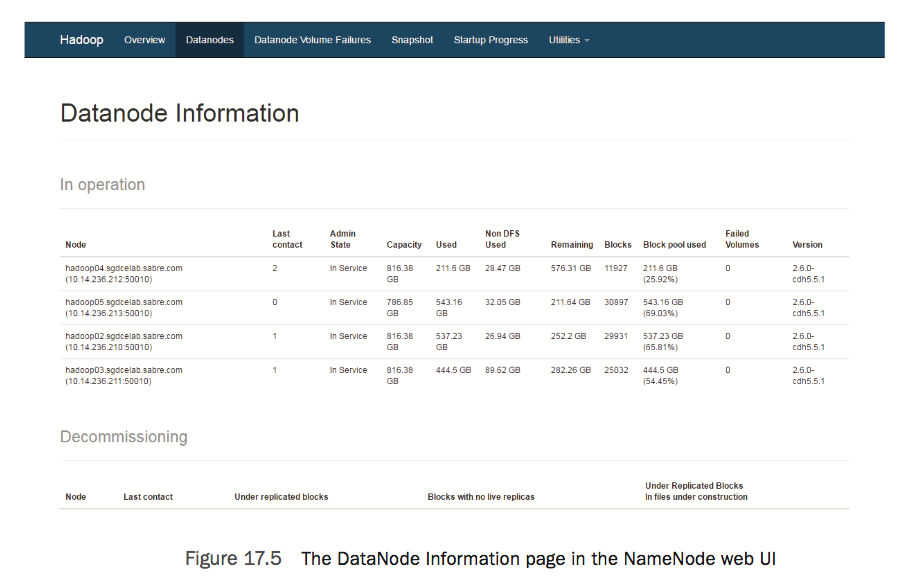 Hadoop Overview Datanodes Datanode Volume Failures Snapshot Startup Progress Utilities
Datanode Information
In operation
Node Last contact Admin State Capacity Used Non DFS Used Remaining Blocks Block pool used Failed Volumes Version
hadoop04.sgdcelab.sabre.com (10.14.236.212:50010) 2 In Service 816.38 GB 211.6 GB 28.47 GB 576.31 GB 11927 211.6 GB (25.92%) 0 2.6.0-cdh5.5.1
hadoop05.sgdcelab.sabre.com (10.14.236.213:50010) 0 In Service 786.85 GB 543.16 GB 32.05 GB 211.64 GB 30897 543.16 GB (69.03%) 0 2.6.0-cdh5.5.1
hadoop02.sgdcelab.sabre.com (10.14.236.210:50010) 1 In Service 816.38 GB 537.23 GB 26.94 GB 252.2 GB 29931 537.23 GB (65.81%) 0 2.6.0-cdh5.5.1
hadoop03.sgdcelab.sabre.com (10.14.236.211:50010) 1 In Service 816.38 GB 444.5 GB 89.62 GB 282.26 GB 25032 444.5 GB (54.45%) 0 2.6.0-cdh5.5.1
Decommissioning
Node Last contact Under replicated blocks Blocks with no live replicas Under Replicated Blocks In files under construction
Figure 17.5 The DataNode Information page in the NameNode web UI